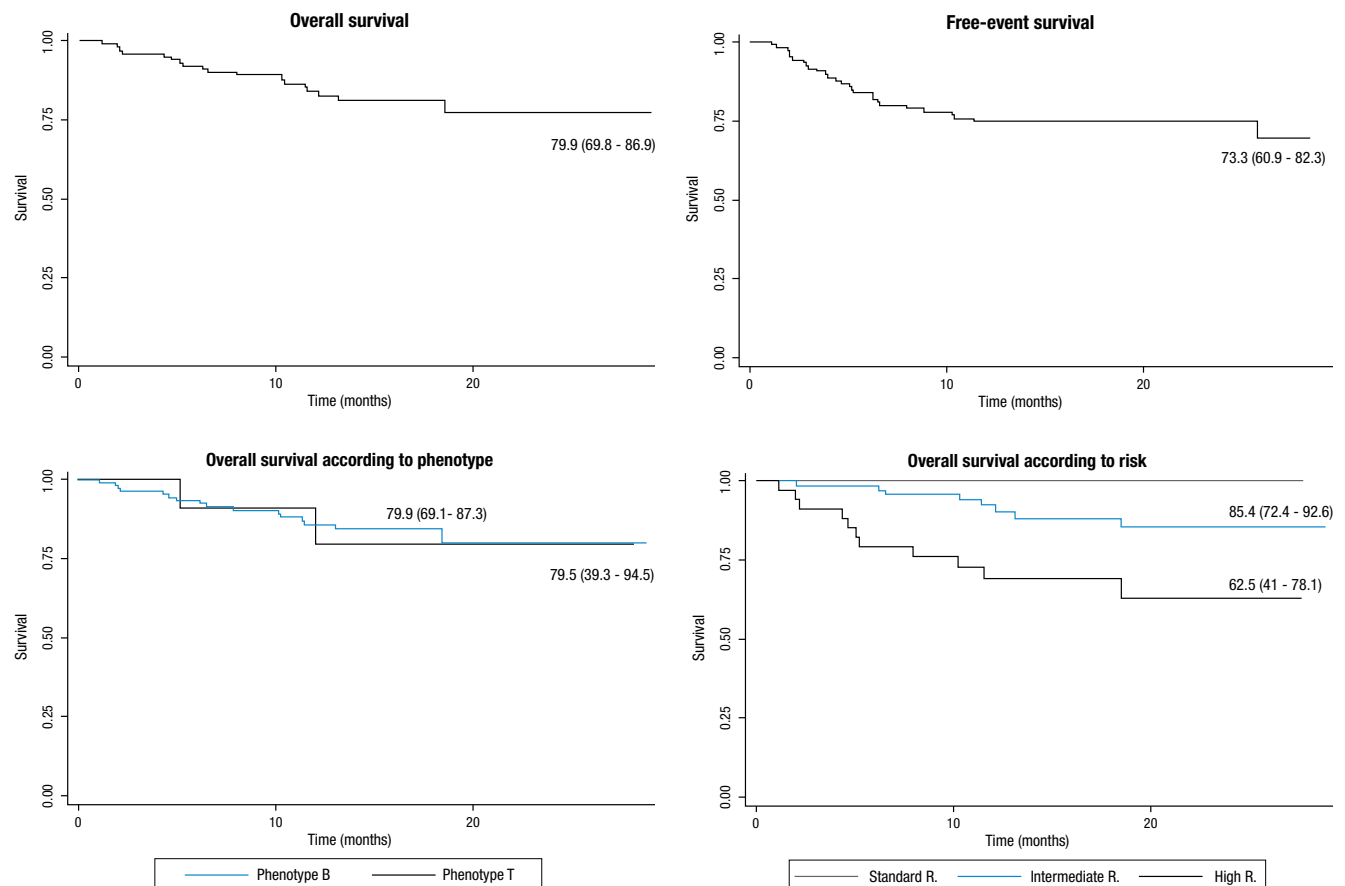 Overall survival
1.00
0.75
0.50
0.25
0.00
Survival
79.9 (69.8 - 86.9)
0
10
20
Time (months)
Free-event survival
1.00
0.75
0.50
0.25
0.00
Survival
73.3 (60.9 - 82.3)
0
10
20
Time (months)
Overall survival according to phenotype
1.00
0.75
0.50
0.25
0.00
Survival
79.9 (69.1- 87.3)
79.5 (39.3 - 94.5)
0
10
20
Time (months)
Phenotype B
Phenotype T
Overall survival according to risk
1.00
0.75
0.50
0.25
0.00
Survival
85.4 (72.4 - 92.6)
62.5 (41 - 78.1)
0
10
20
Time (months)
Standard R.
Intermediate R.
High R.